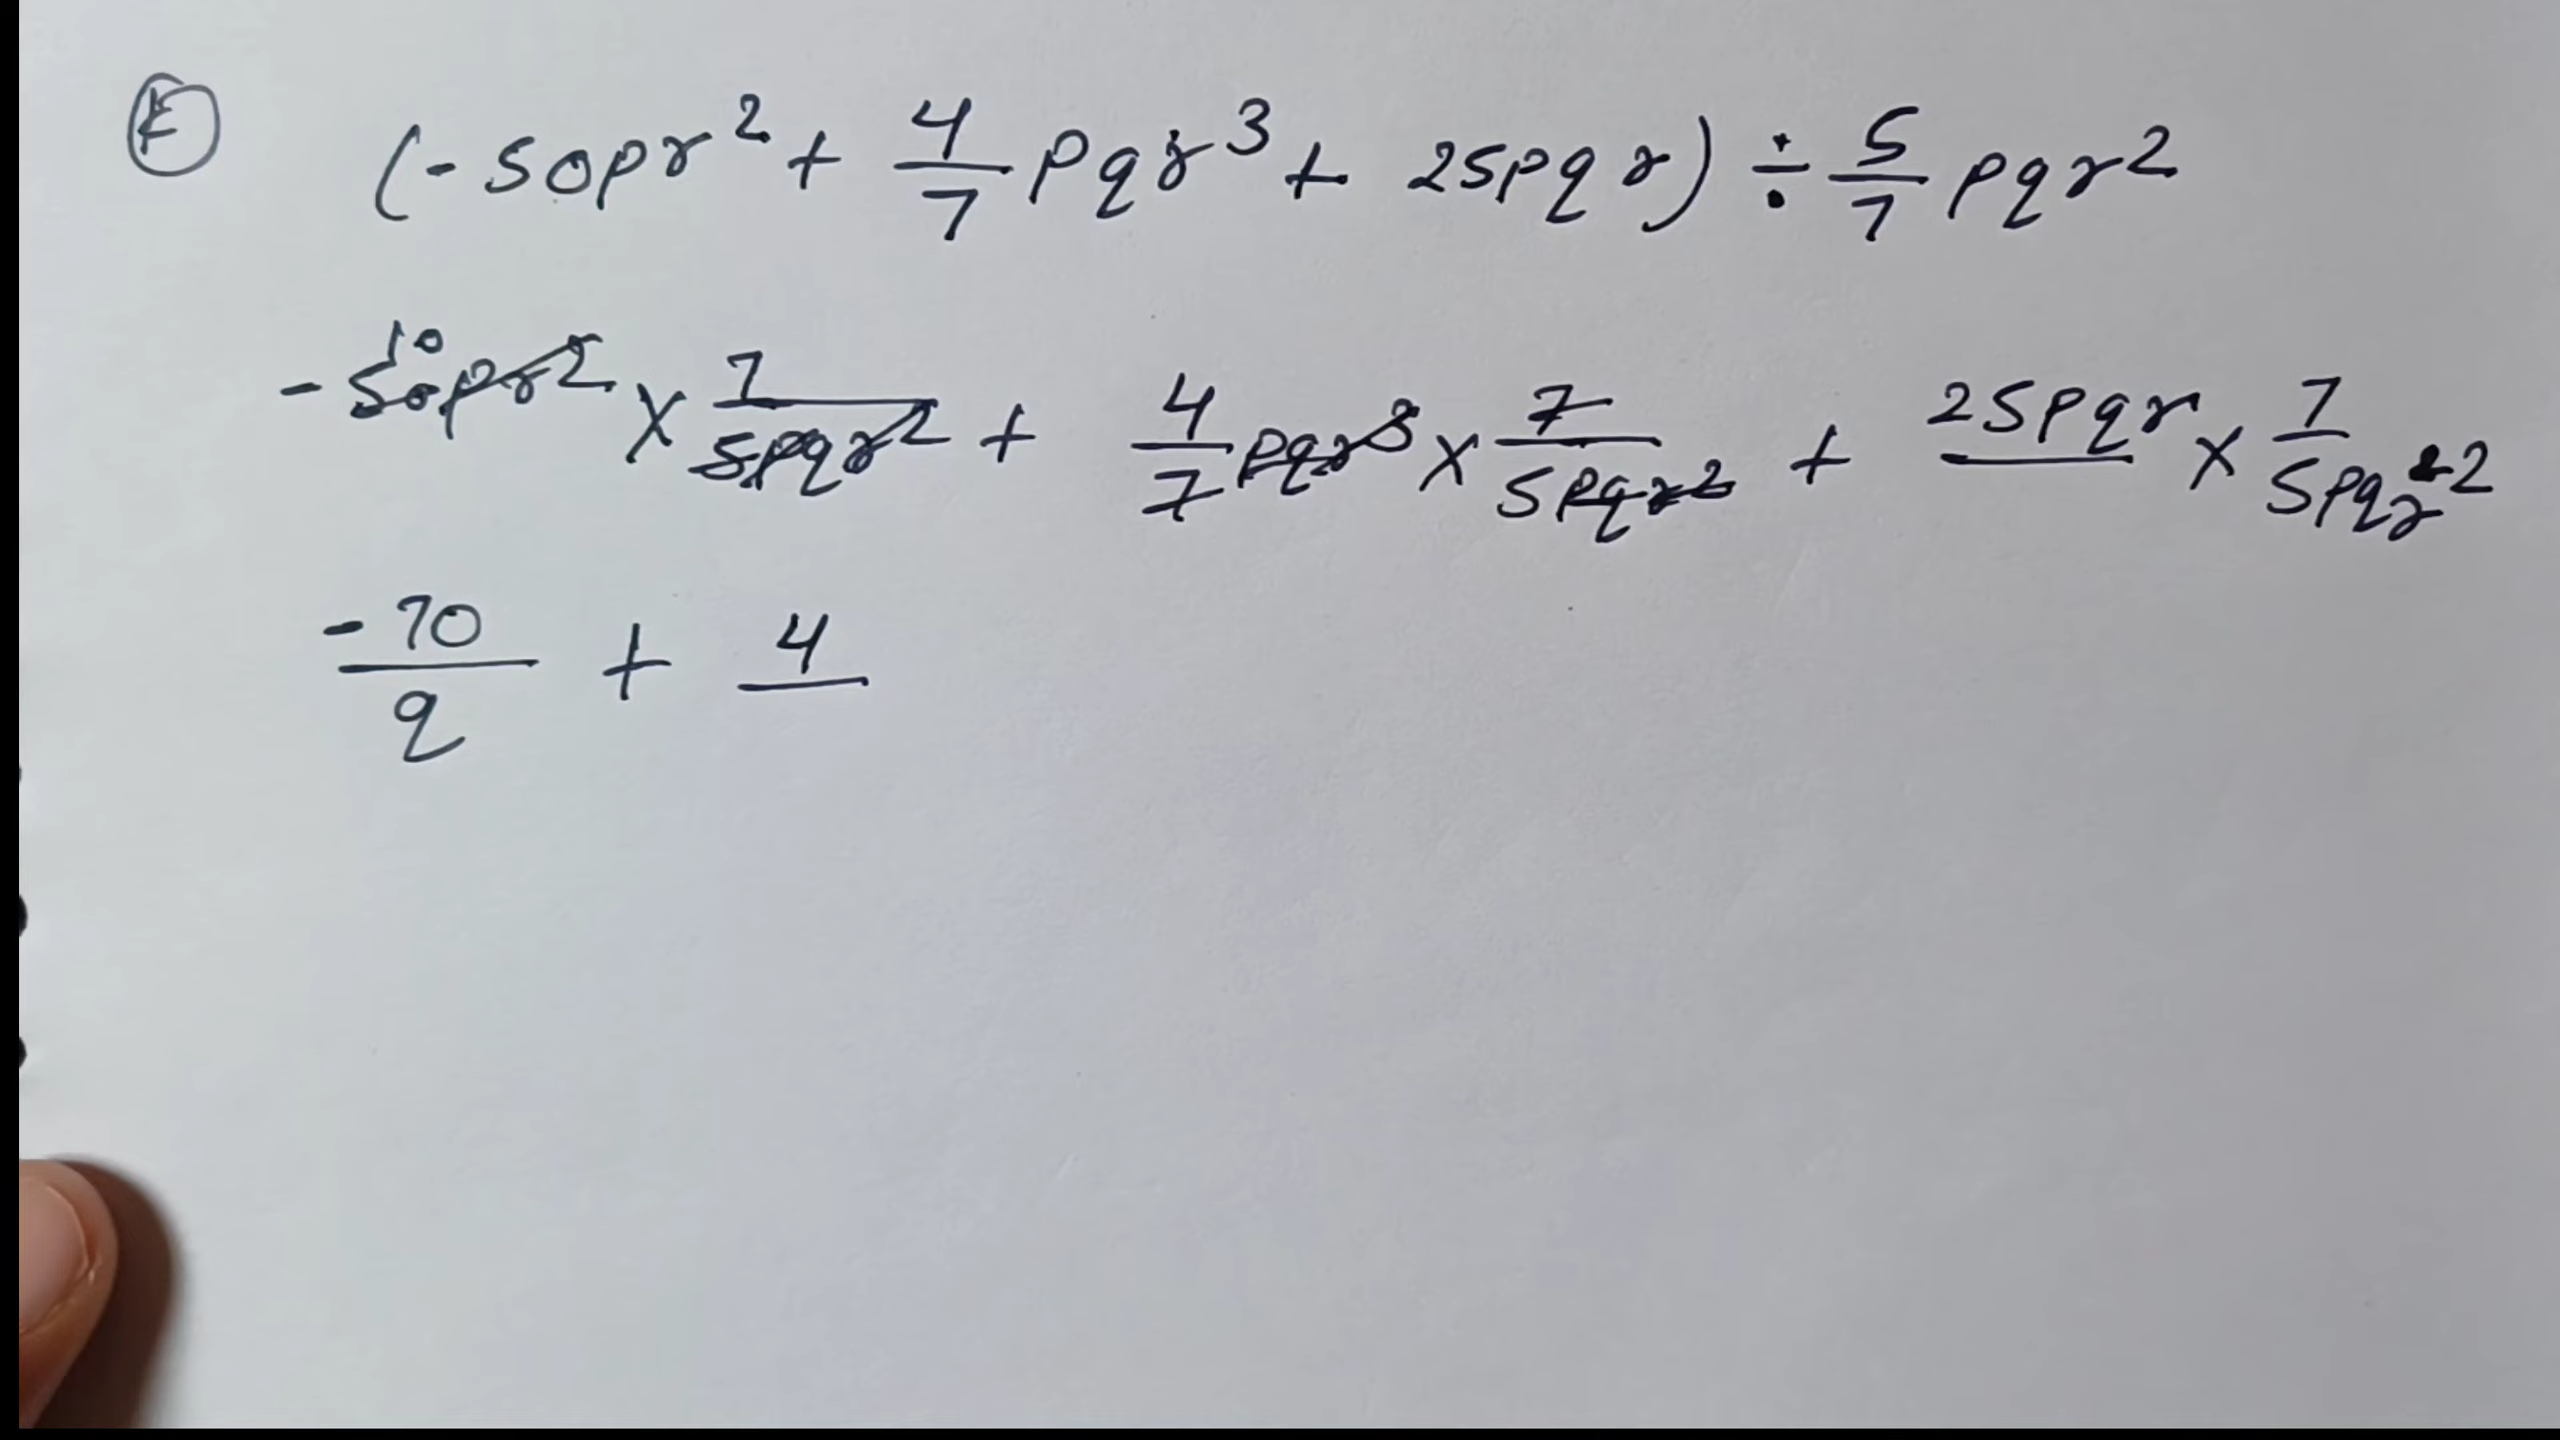 (F) (-50pr² + 4/7 pqr³ + 25pqr) ÷ 5/7 pqr²
-50pr² 10 × 7/5pqr² + 4/7 pqr³ × 7/5pqr² + 25pqr × 7/5pqr²
-70/q + 4